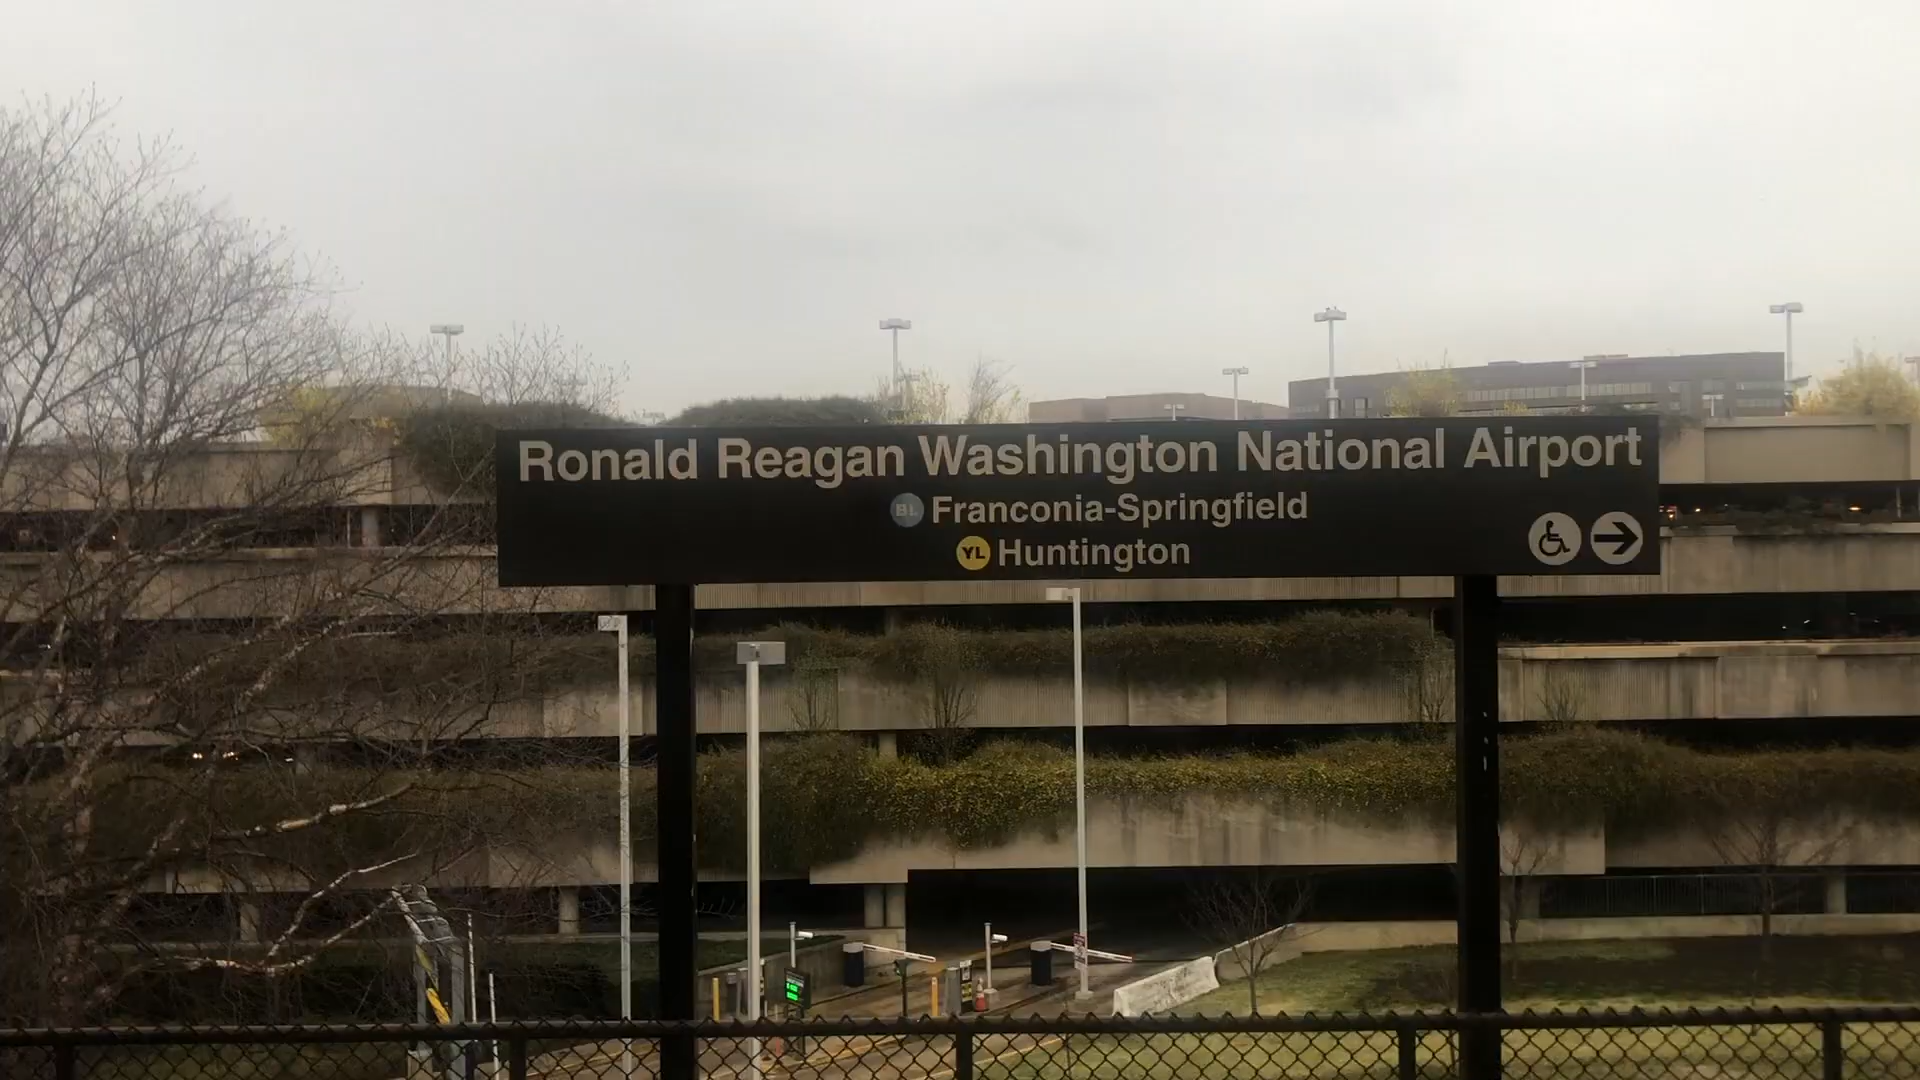 Ronald Reagan Washington National Airport
BL Franconia-Springfield
YL Huntington